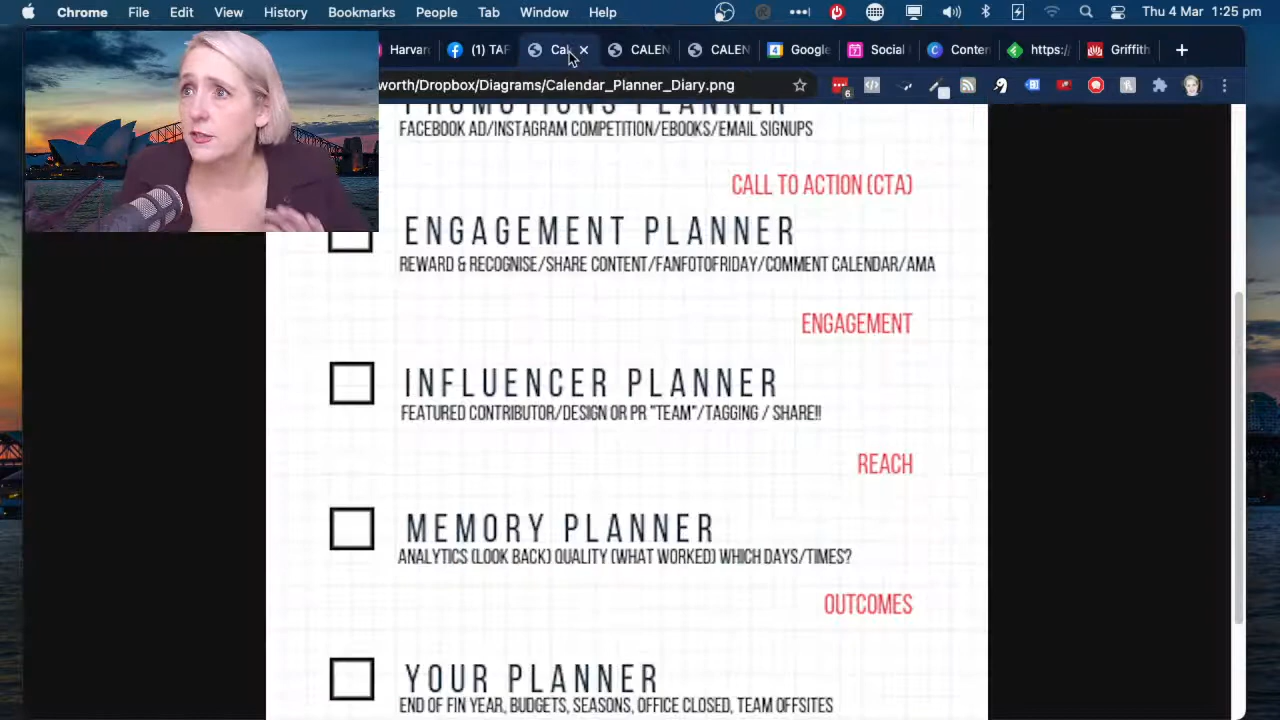 Chrome File Edit View History Bookmarks People Tab Window Help Thu 4 Mar 1:25 pm
Harvard (1) TAF Cal CALEN CALEN Google Social Conten https:/ Griffith
worth/Dropbox/Diagrams/Calendar_Planner_Diary.png
6
PROMOTIONS PLANNER
FACEBOOK AD/INSTAGRAM COMPETITION/EBOOKS/EMAIL SIGNUPS
CALL TO ACTION (CTA)
ENGAGEMENT PLANNER
REWARD & RECOGNISE/SHARE CONTENT/FANFOTOFRIDAY/COMMENT CALENDAR/AMA
ENGAGEMENT
INFLUENCER PLANNER
FEATURED CONTRIBUTOR/DESIGN OR PR "TEAM"/TAGGING / SHARE!!
REACH
MEMORY PLANNER
ANALYTICS (LOOK BACK) QUALITY (WHAT WORKED) WHICH DAYS/TIMES?
OUTCOMES
YOUR PLANNER
END OF FIN YEAR, BUDGETS, SEASONS, OFFICE CLOSED, TEAM OFFSITES